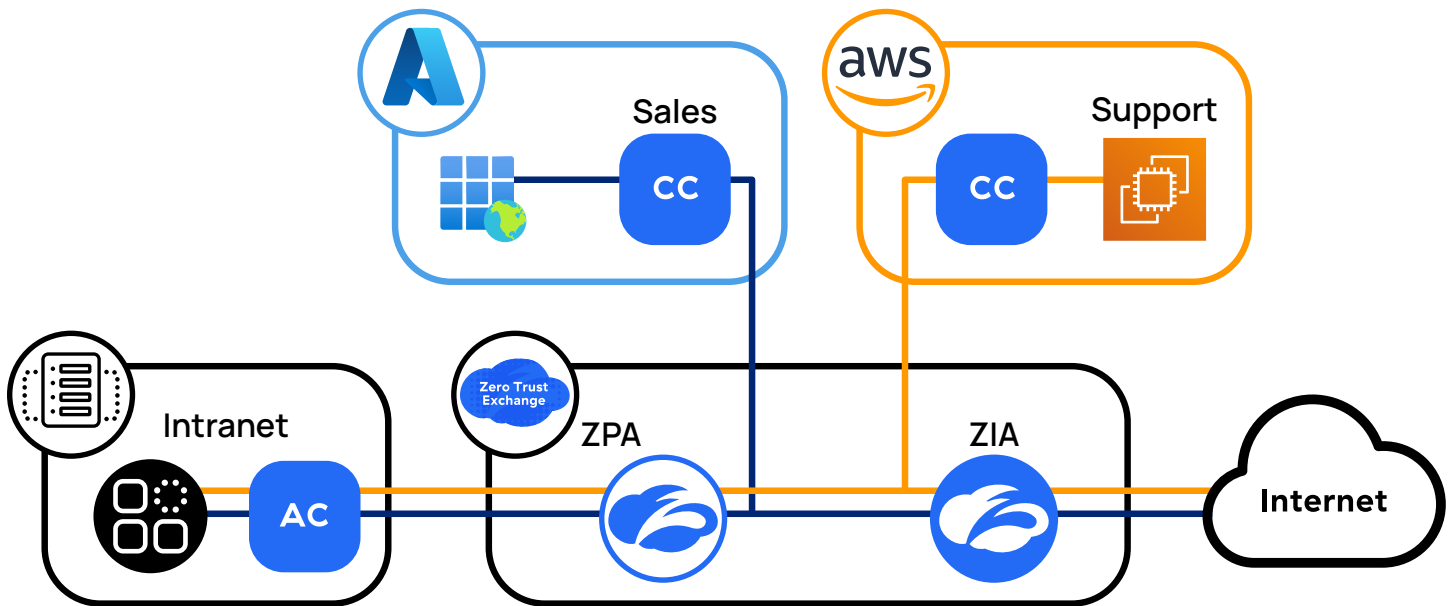 aws
Sales
Support
CC
CC
Zero Trust
Exchange
Intranet
ZPA
ZIA
AC
Internet